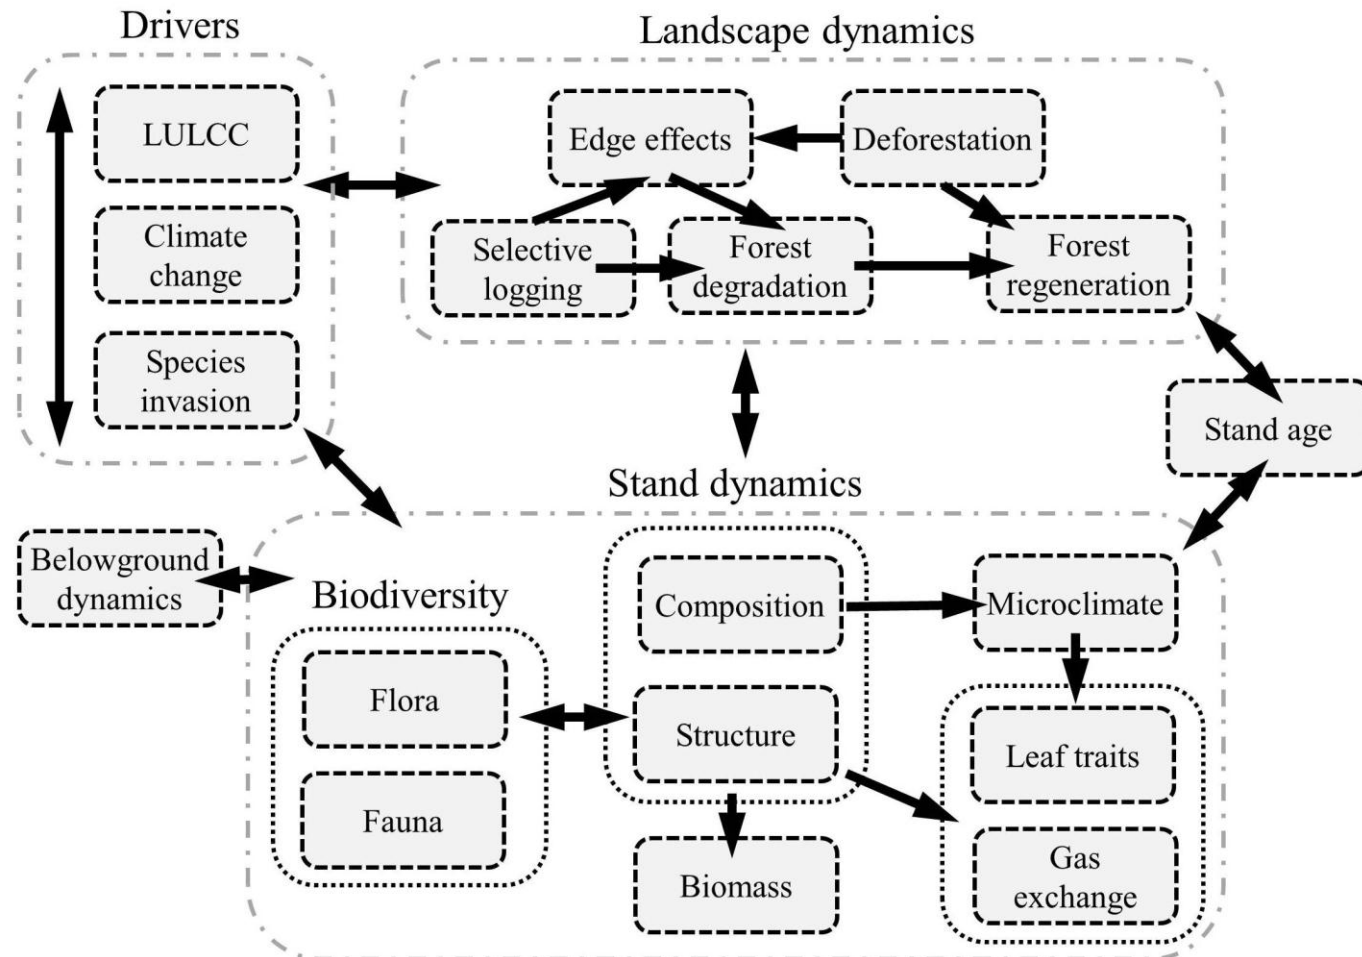 Drivers
LULCC
Climate
change
Species
invasion
Landscape dynamics
Edge effects
Deforestation
Selective
logging
Forest
degradation
Forest
regeneration
Stand age
Stand dynamics
Belowground
dynamics
Biodiversity
Flora
Fauna
Composition
Structure
Biomass
Microclimate
Leaf traits
Gas
exchange